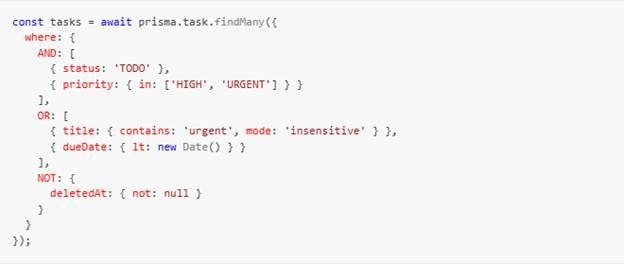 const tasks = await prisma.task.findMany({
  where: {
    AND: [
      { status: 'TODO' },
      { priority: { in: ['HIGH', 'URGENT'] } }
    ],
    OR: [
      { title: { contains: 'urgent', mode: 'insensitive' } },
      { dueDate: { lt: new Date() } }
    ],
    NOT: {
      deletedAt: { not: null }
    }
  }
});